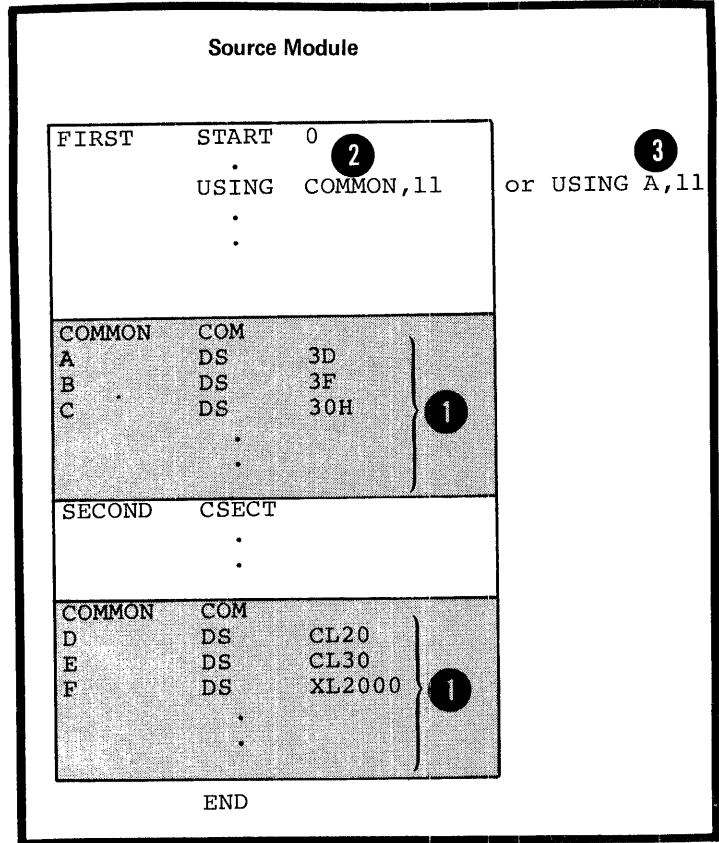 Source Module
FIRST START 0
2
3
.
USING COMMON,11 or USING A,11
.
.
COMMON COM
A DS 3D
B DS 3F
C DS 30H
1
.
.
SECOND CSECT
.
.
COMMON COM
D DS CL20
E DS CL30
F DS XL2000
1
.
.
END